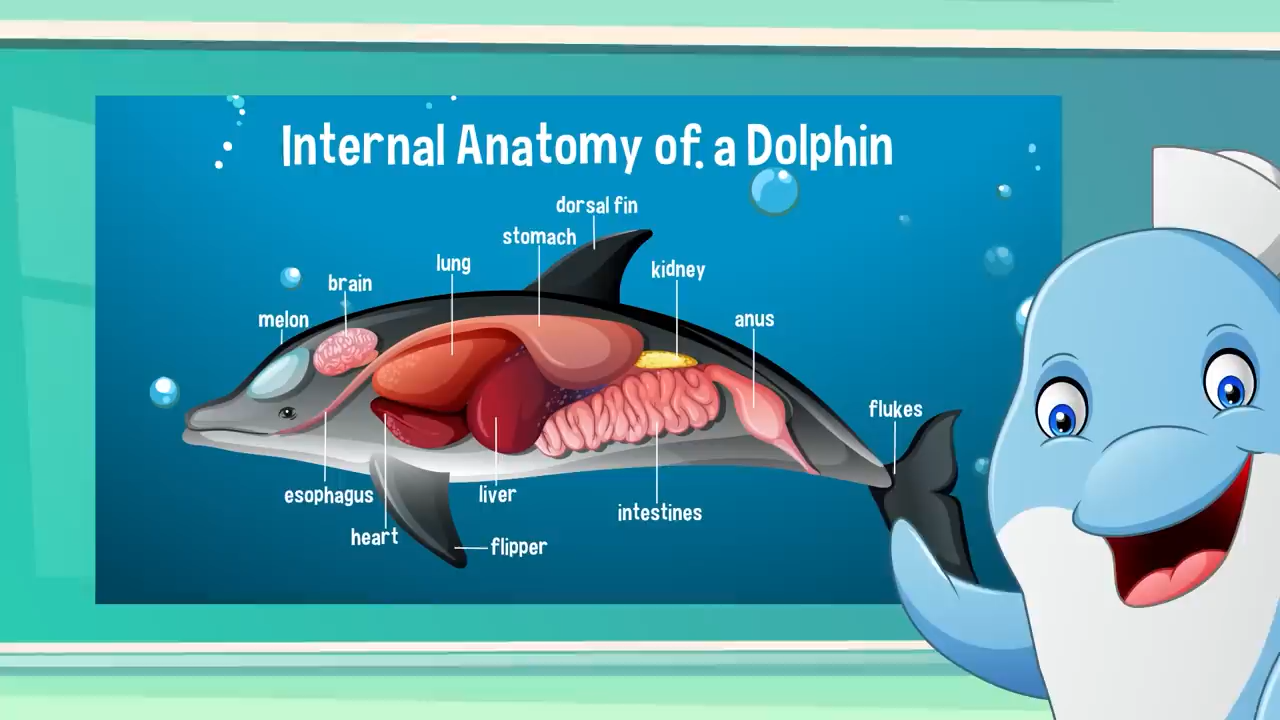 Internal Anatomy of a Dolphin
dorsal fin
stomach
lung
kidney
brain
melon
anus
flukes
esophagus
liver
intestines
heart
flipper